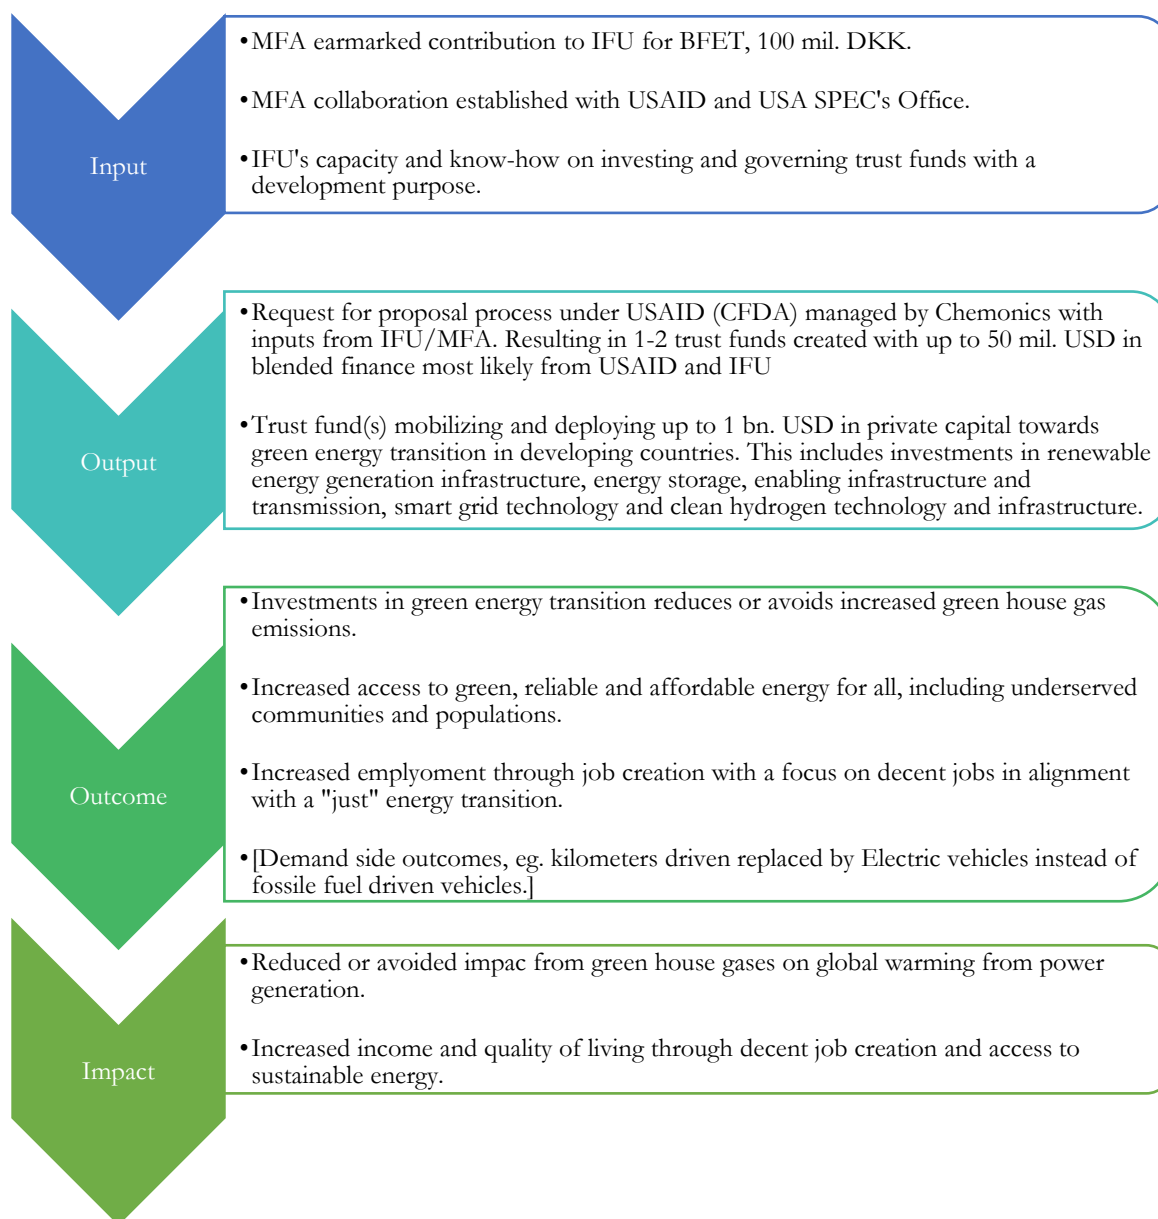 Input
•MFA earmarked contribution to IFU for BFET, 100 mil. DKK.
•MFA collaboration established with USAID and USA SPEC's Office.
•IFU's capacity and know-how on investing and governing trust funds with a
development purpose.
Output
•Request for proposal process under USAID (CFDA) managed by Chemonics with
inputs from IFU/MFA. Resulting in 1-2 trust funds created with up to 50 mil. USD in
blended finance most likely from USAID and IFU
•Trust fund(s) mobilizing and deploying up to 1 bn. USD in private capital towards
green energy transition in developing countries. This includes investments in renewable
energy generation infrastructure, energy storage, enabling infrastructure and
transmission, smart grid technology and clean hydrogen technology and infrastructure.
Outcome
•Investments in green energy transition reduces or avoids increased green house gas
emissions.
•Increased access to green, reliable and affordable energy for all, including underserved
communities and populations.
•Increased emplyoment through job creation with a focus on decent jobs in alignment
with a "just" energy transition.
•[Demand side outcomes, eg. kilometers driven replaced by Electric vehicles instead of
fossile fuel driven vehicles.]
Impact
•Reduced or avoided impac from green house gases on global warming from power
generation.
•Increased income and quality of living through decent job creation and access to
sustainable energy.